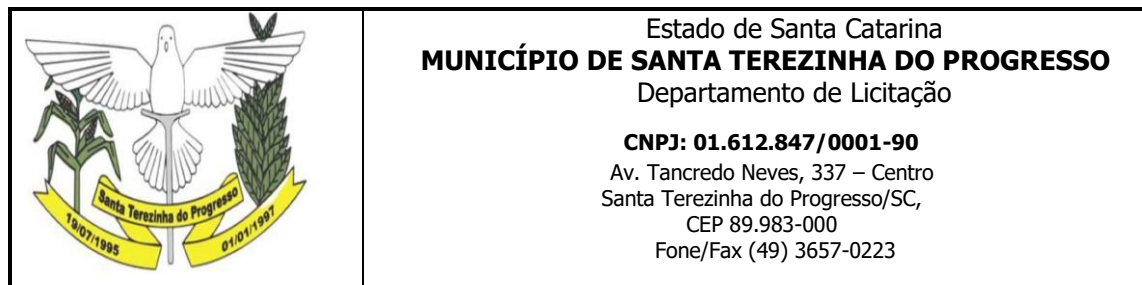 Santa Terezinha do Progresso
19/07/1995
01/01/1997
Estado de Santa Catarina
MUNICÍPIO DE SANTA TEREZINHA DO PROGRESSO
Departamento de Licitação
CNPJ: 01.612.847/0001-90
Av. Tancredo Neves, 337 – Centro
Santa Terezinha do Progresso/SC,
CEP 89.983-000
Fone/Fax (49) 3657-0223